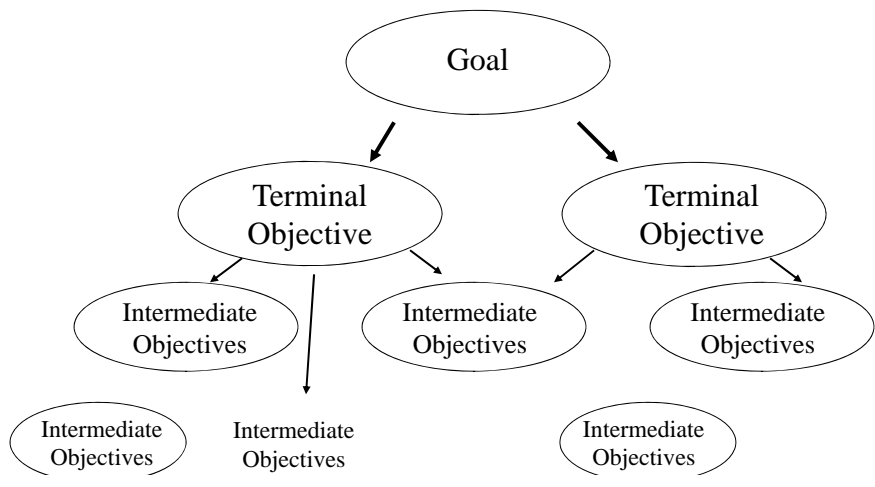 Goal
Terminal
Objective
Terminal
Objective
Intermediate
Objectives
Intermediate
Objectives
Intermediate
Objectives
Intermediate
Objectives
Intermediate
Objectives
Intermediate
Objectives